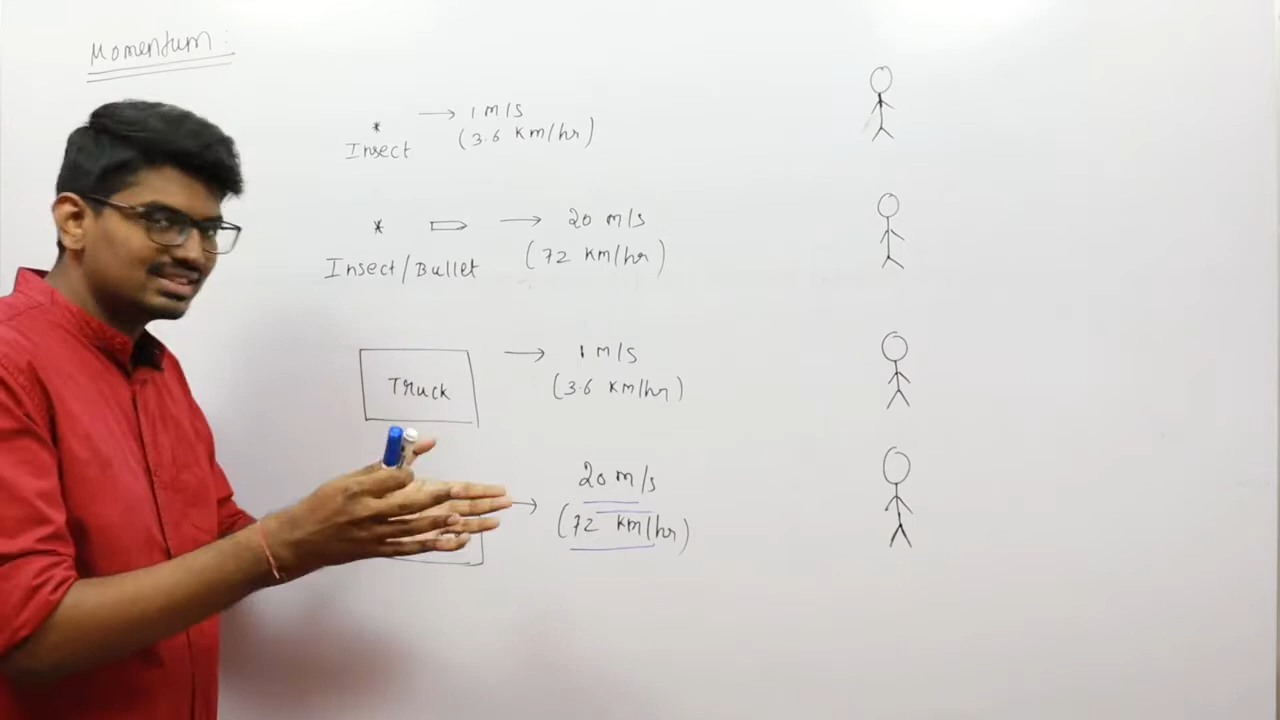 Momentum:
→ 1 m/s
Insect (3.6 Km/hr)
→ 20 m/s
Insect/Bullet (72 Km/hr)
→ 1 m/s
Truck (3.6 Km/hr)
→ 20 m/s
(72 Km/hr)